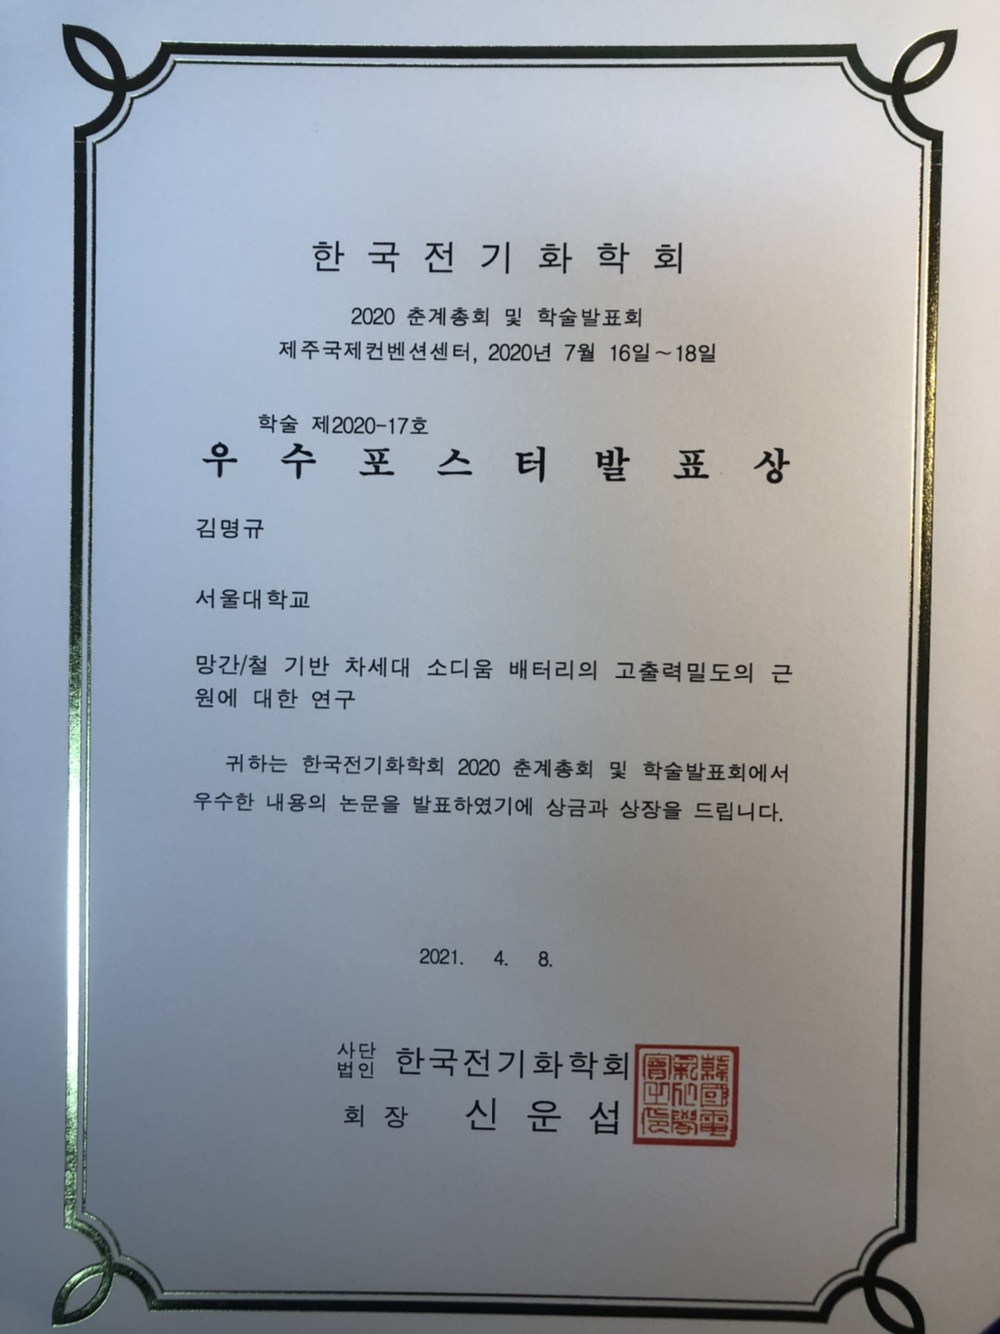 한 국 전 기 화 학 회
2020 춘계총회 및 학술발표회
제주국제컨벤션센터, 2020년 7월 16일~18일
학술 제2020-17호
우 수 포 스 터 발 표 상
김명규
서울대학교
망간/철 기반 차세대 소디움 배터리의 고출력밀도의 근
원에 대한 연구
귀하는 한국전기화학회 2020 춘계총회 및 학술발표회에서
우수한 내용의 논문을 발표하였기에 상금과 상장을 드립니다.
2021. 4. 8.
사단
법인 한국전기화학회
회 장 신 운 섭